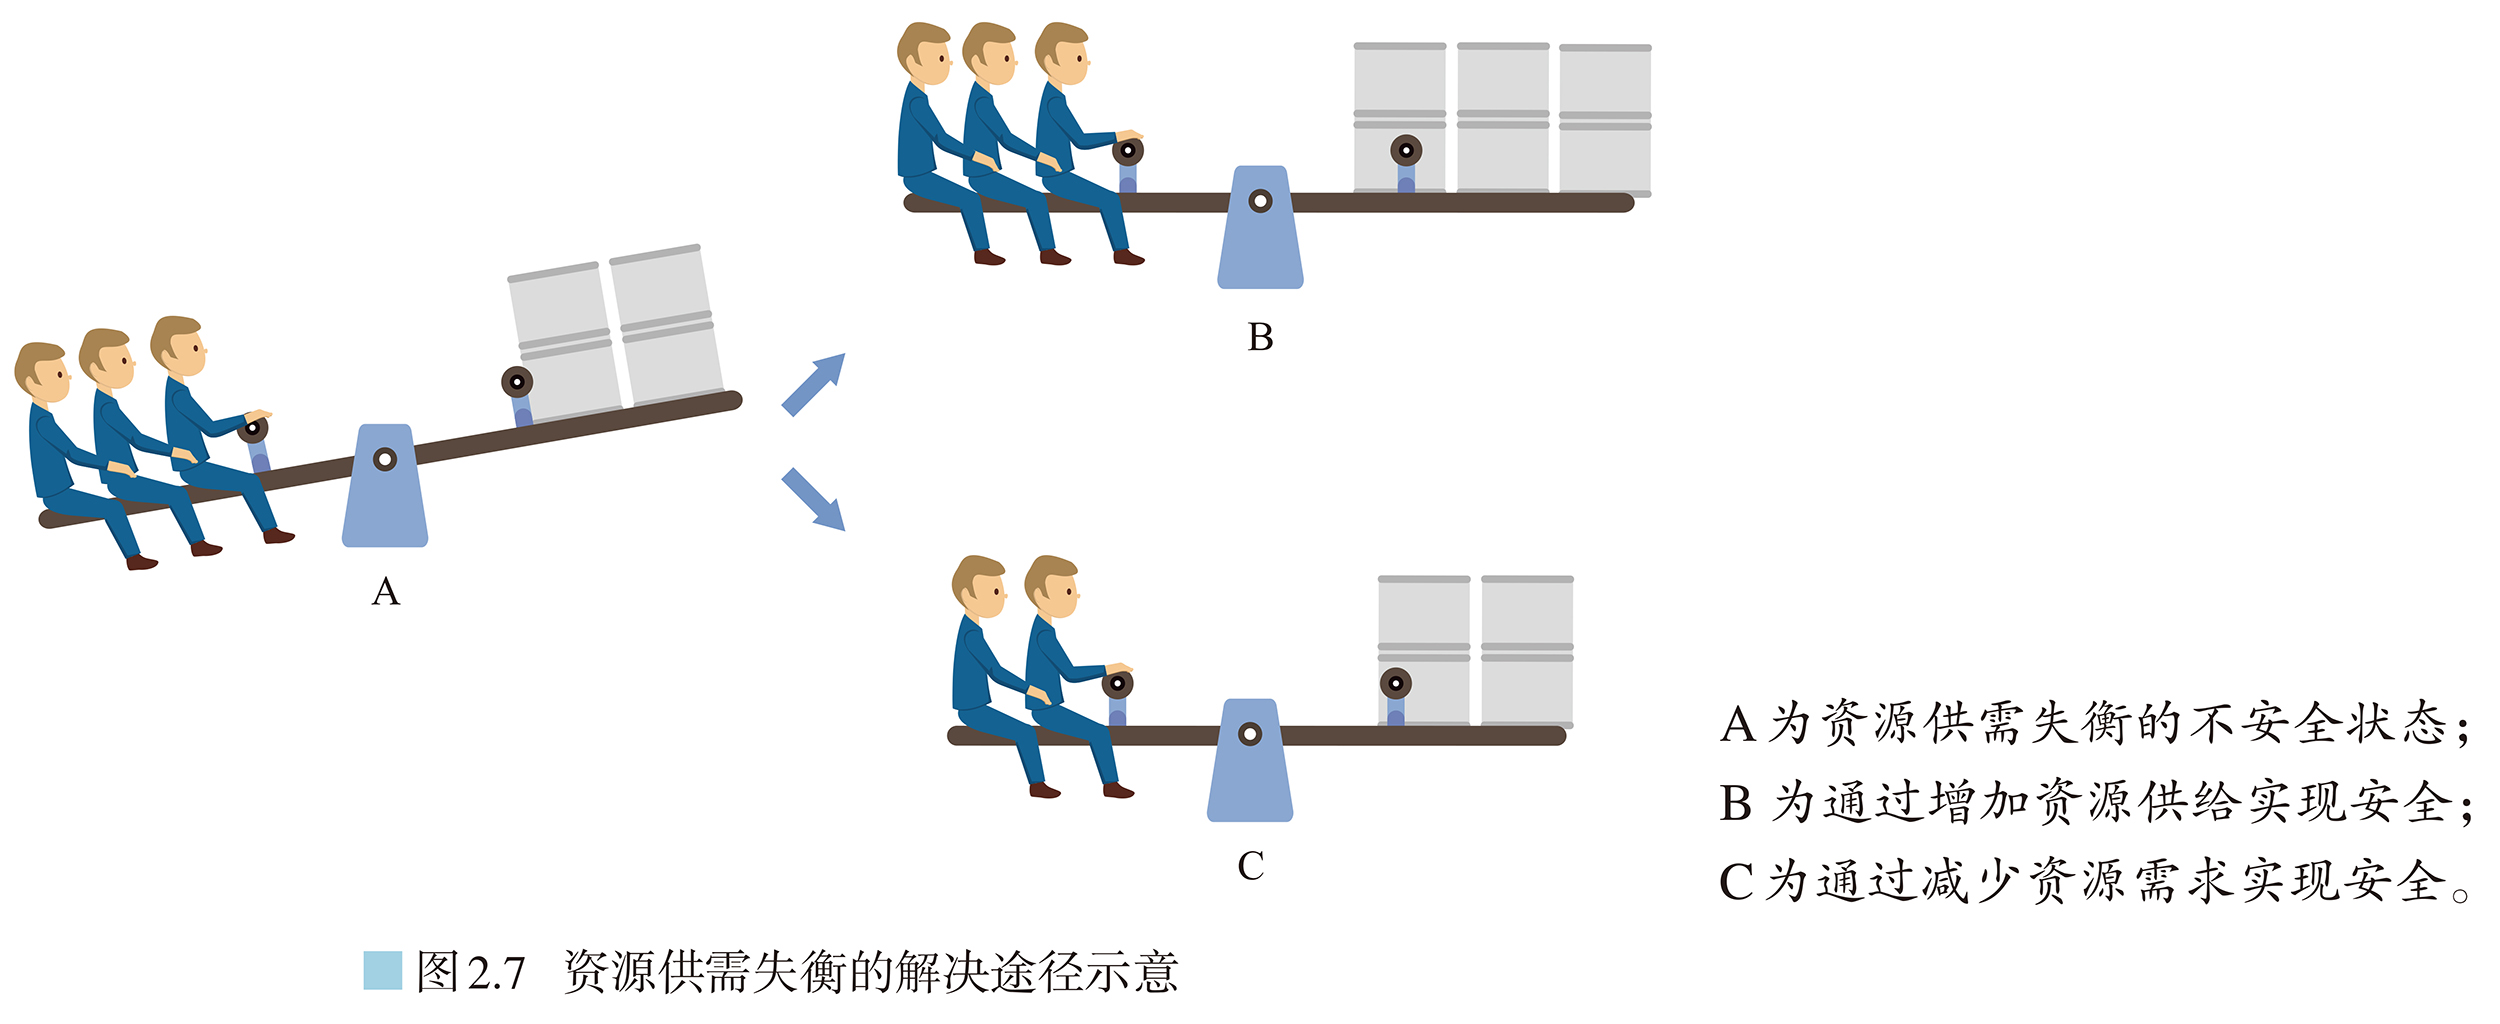 B
A
C
A 为资源供需失衡的不安全状态；
B 为通过增加资源供给实现安全；
C 为通过减少资源需求实现安全。
图2.7 资源供需失衡的解决途径示意